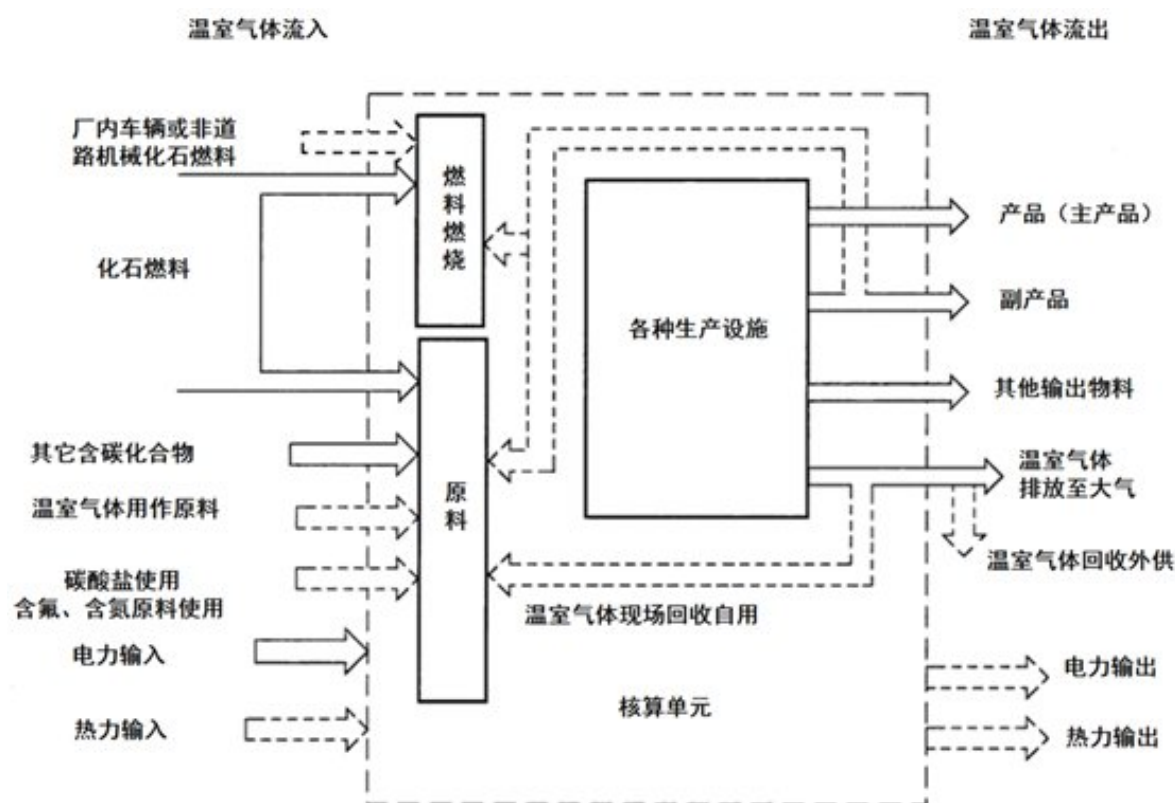 温室气体流入
温室气体流出
厂内车辆或非道
路机械化石燃料
化石燃料
其它含碳化合物
温室气体用作原料
碳酸盐使用
含氟、含氮原料使用
电力输入
热力输入
燃料燃烧
原料
各种生产设施
温室气体现场回收自用
核算单元
产品（主产品）
副产品
其他输出物料
温室气体
排放至大气
温室气体回收外供
电力输出
热力输出